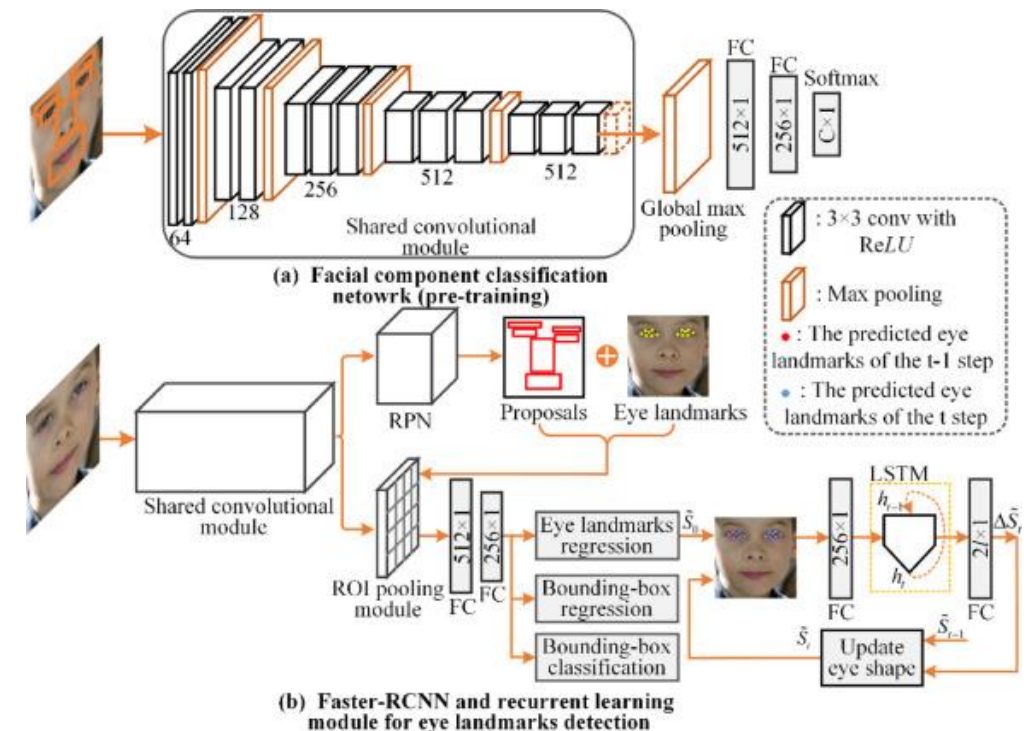 FC
FC
Softmax
512×1
256×1
C×1
64
128
256
512
512
Shared convolutional
module
Global max
pooling
(a) Facial component classification
netowrk (pre-training)
: 3×3 conv with
ReLU
: Max pooling
: The predicted eye
landmarks of the t-1 step
: The predicted eye
landmarks of the t step
RPN
Proposals
Eye landmarks
Shared convolutional
module
ROI pooling
module
512×1
256×1
FC
FC
Eye landmarks
regression
Bounding-box
regression
Bounding-box
classification
S̃₀
256×1
FC
LSTM
hₜ₋₁
hₜ
2l×1
FC
ΔS̃ₜ
S̃ₜ₋₁
S̃ₜ
Update
eye shape
(b) Faster-RCNN and recurrent learning
module for eye landmarks detection